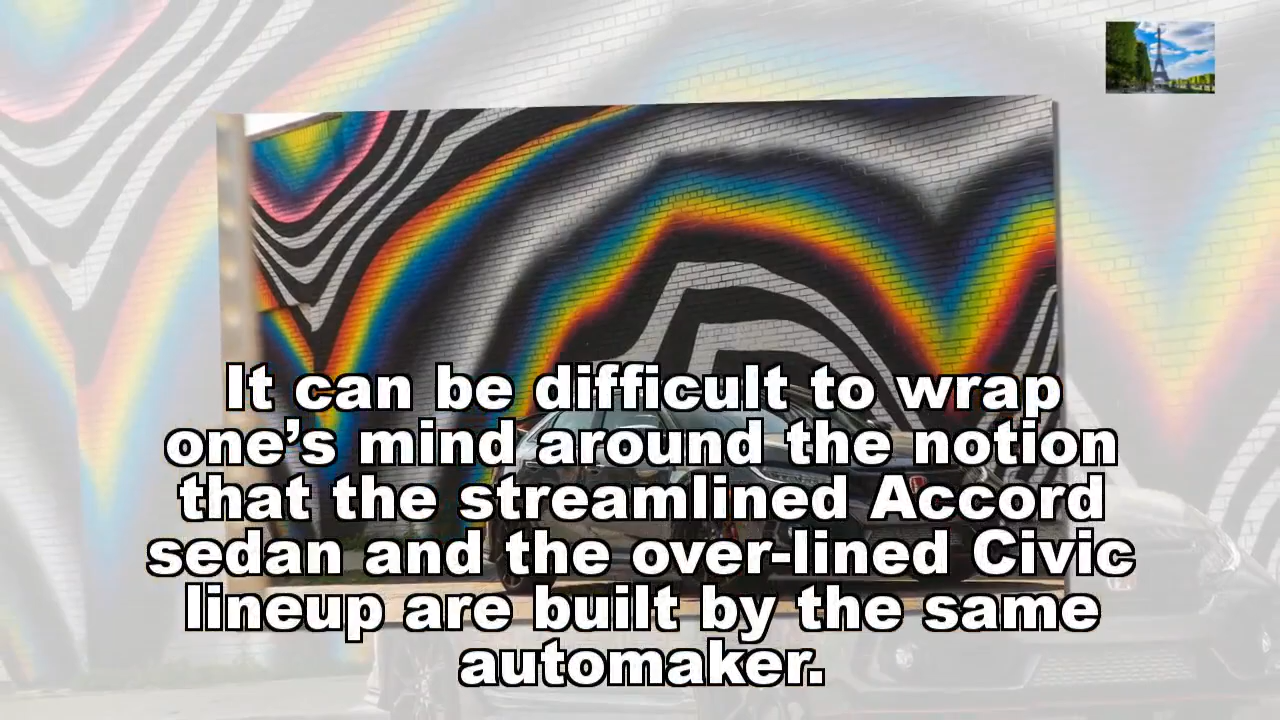 It can be difficult to wrap
one’s mind around the notion
that the streamlined Accord
sedan and the over-lined Civic
lineup are built by the same
automaker.